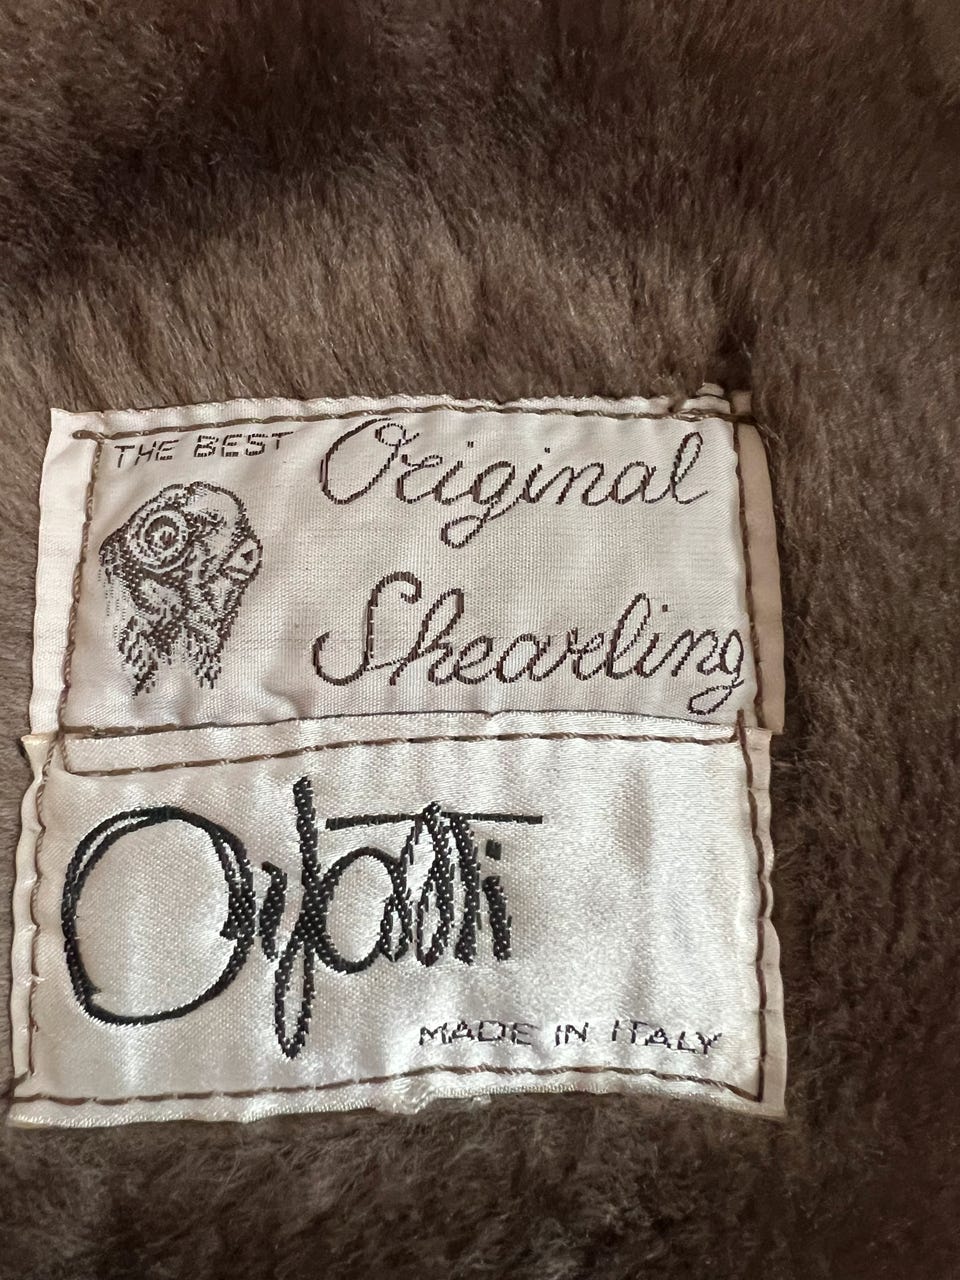 THE BEST
Original
Shearling
MADE IN ITALY